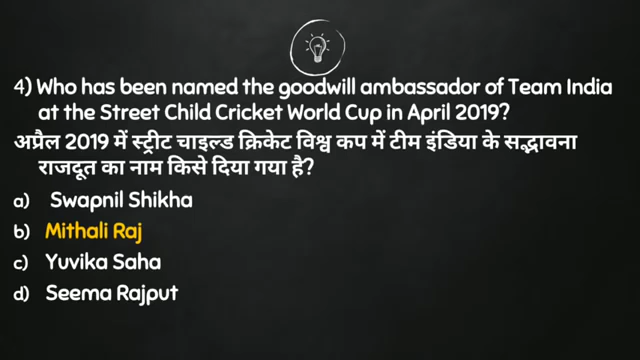 4) Who has been named the goodwill ambassador of Team India
at the Street Child Cricket World Cup in April 2019?
अप्रैल 2019 में स्ट्रीट चाइल्ड क्रिकेट विश्व कप में टीम इंडिया के सद्भावना
राजदूत का नाम किसे दिया गया है?
a) Swapnil Shikha
b) Mithali Raj
c) Yuvika Saha
d) Seema Rajput